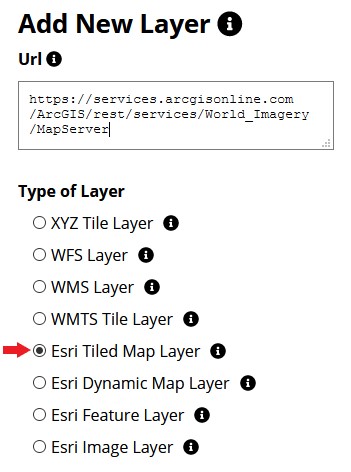 Add New Layer
Url
https://services.arcgisonline.com
/ArcGIS/rest/services/World_Imagery
/MapServer
Type of Layer
XYZ Tile Layer
WFS Layer
WMS Layer
WMTS Tile Layer
Esri Tiled Map Layer
Esri Dynamic Map Layer
Esri Feature Layer
Esri Image Layer